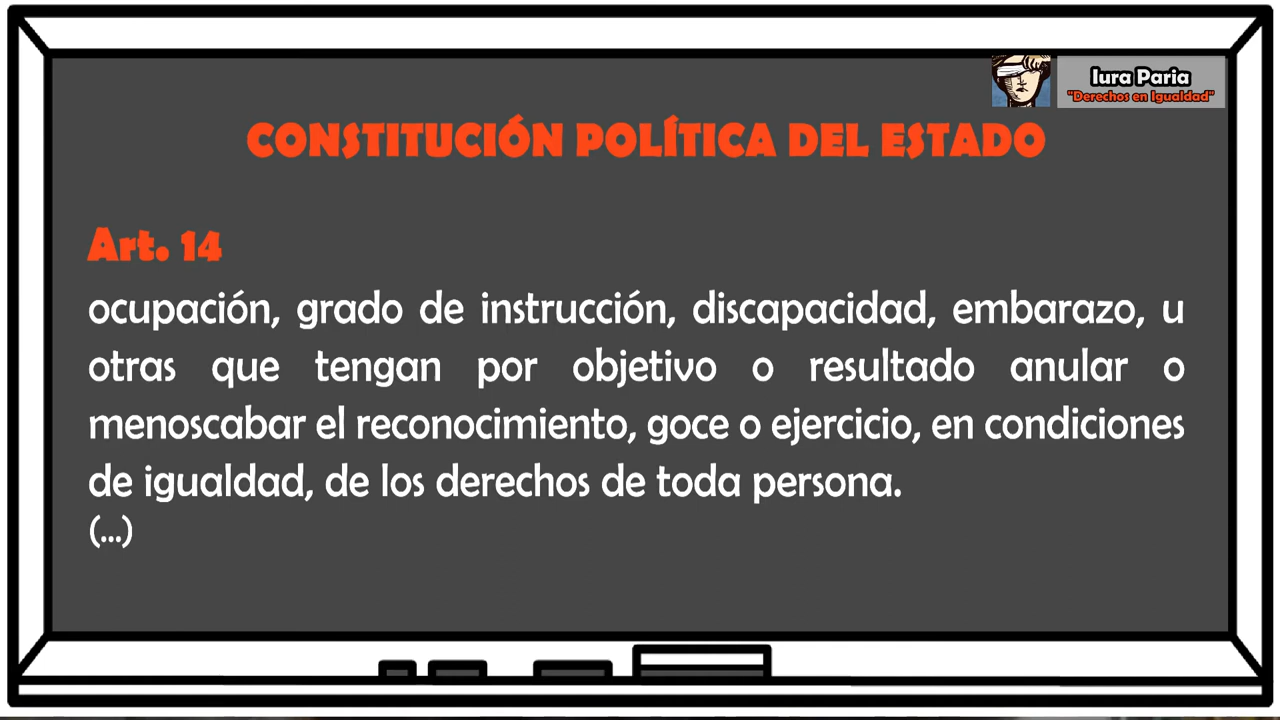 Iura Paria
"Derechos en Igualdad"
CONSTITUCIÓN POLÍTICA DEL ESTADO
Art. 14
ocupación, grado de instrucción, discapacidad, embarazo, u
otras que tengan por objetivo o resultado anular o
menoscabar el reconocimiento, goce o ejercicio, en condiciones
de igualdad, de los derechos de toda persona.
(...)